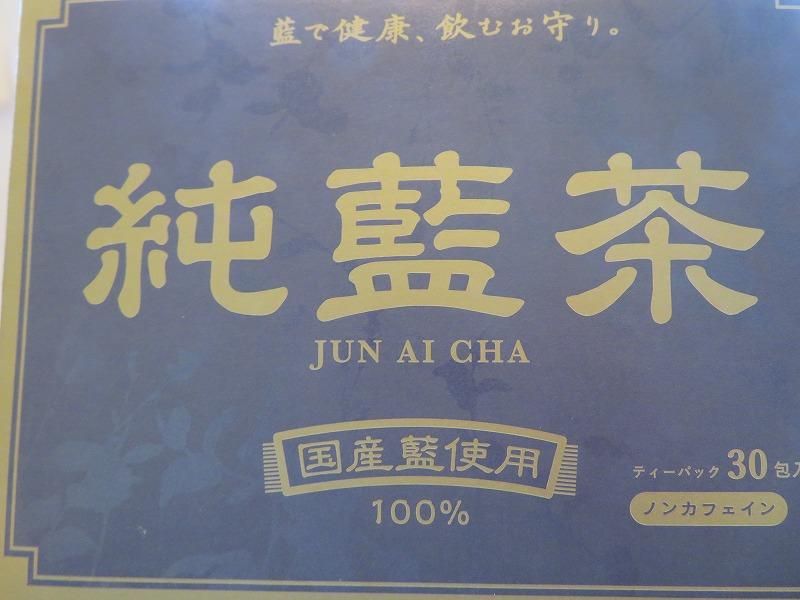 藍で健康、飲むお守り。
純藍茶
JUN AI CHA
国産藍使用
100%
ティーパック 30包入
ノンカフェイン